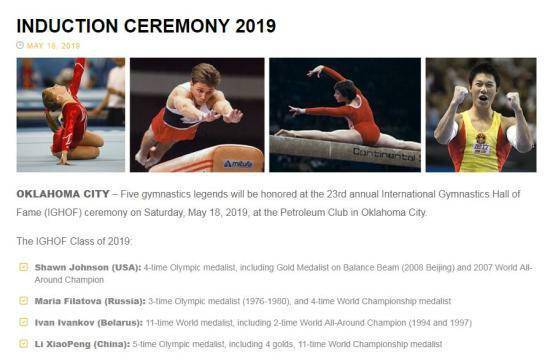 INDUCTION CEREMONY 2019
MAY 16, 2019
mitufa
Continental
OKLAHOMA CITY – Five gymnastics legends will be honored at the 23rd annual International Gymnastics Hall of
Fame (IGHOF) ceremony on Saturday, May 18, 2019, at the Petroleum Club in Oklahoma City.
The IGHOF Class of 2019:
Shawn Johnson (USA): 4-time Olympic medalist, including Gold Medalist on Balance Beam (2008 Beijing) and 2007 World All-
Around Champion
Maria Filatova (Russia): 3-time Olympic medalist (1976-1980), and 4-time World Championship medalist
Ivan Ivankov (Belarus): 11-time World medalist, including 2-time World All-Around Champion (1994 and 1997)
Li XiaoPeng (China): 5-time Olympic medalist, including 4 golds, 11-time World Championship medalist